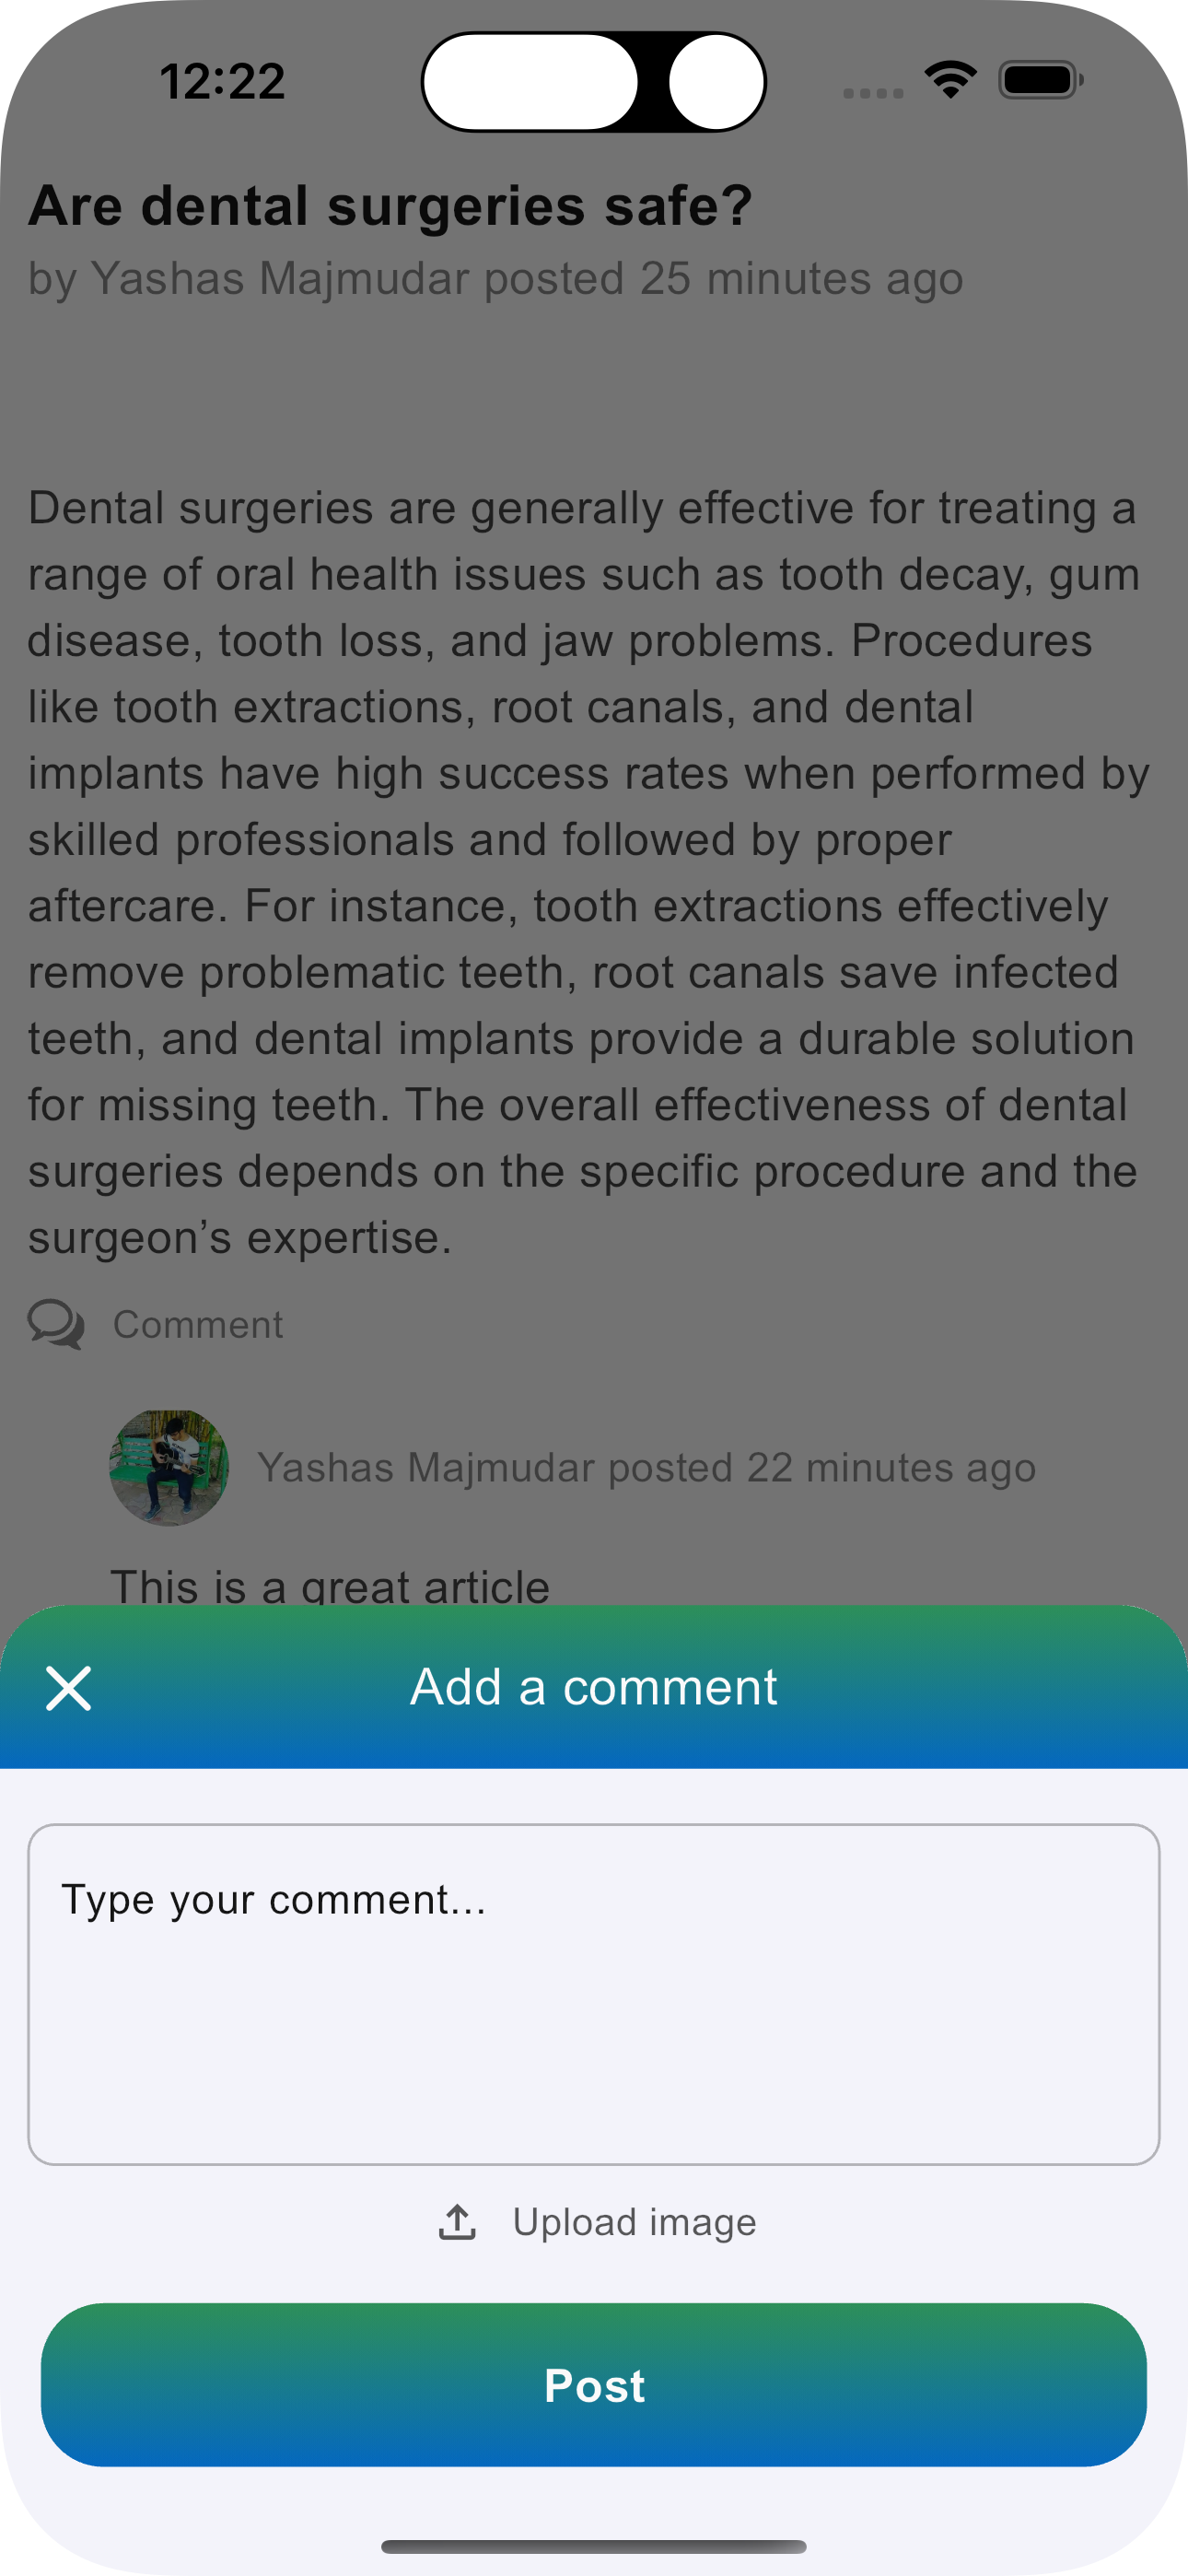 12:22
Are dental surgeries safe?
by Yashas Majmudar posted 25 minutes ago
Dental surgeries are generally effective for treating a
range of oral health issues such as tooth decay, gum
disease, tooth loss, and jaw problems. Procedures
like tooth extractions, root canals, and dental
implants have high success rates when performed by
skilled professionals and followed by proper
aftercare. For instance, tooth extractions effectively
remove problematic teeth, root canals save infected
teeth, and dental implants provide a durable solution
for missing teeth. The overall effectiveness of dental
surgeries depends on the specific procedure and the
surgeon’s expertise.
Comment
Yashas Majmudar posted 22 minutes ago
This is a great article
Add a comment
Type your comment...
Upload image
Post